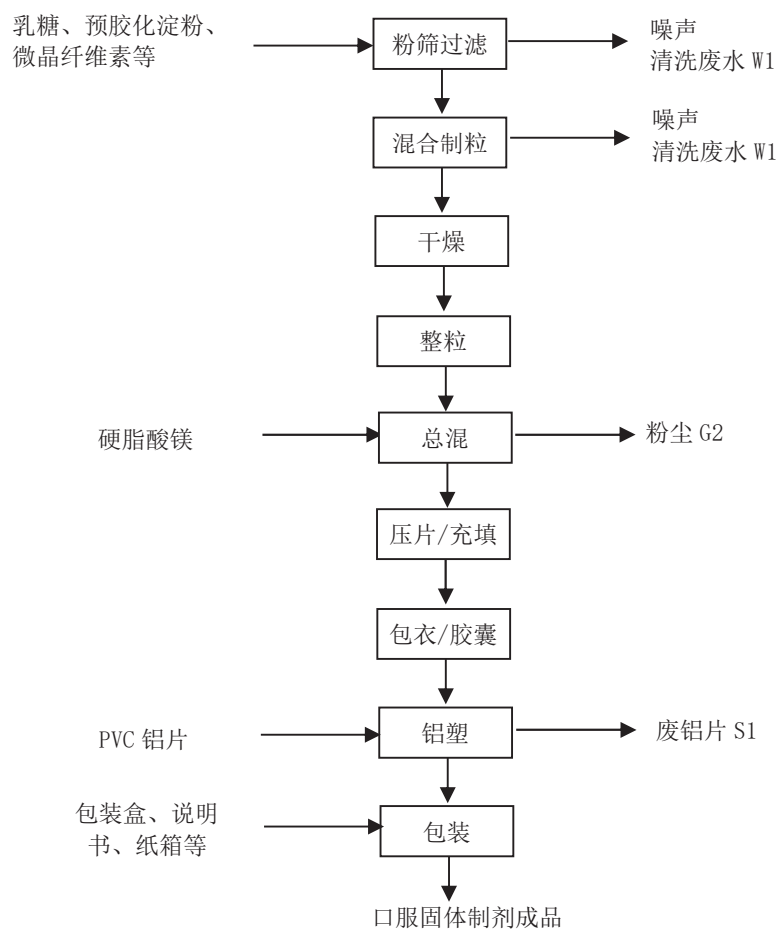 乳糖、预胶化淀粉、
微晶纤维素等
粉筛过滤
噪声
清洗废水 W1
混合制粒
噪声
清洗废水 W1
干燥
整粒
硬脂酸镁
总混
粉尘 G2
压片/充填
包衣/胶囊
PVC 铝片
铝塑
废铝片 S1
包装盒、说明
书、纸箱等
包装
口服固体制剂成品